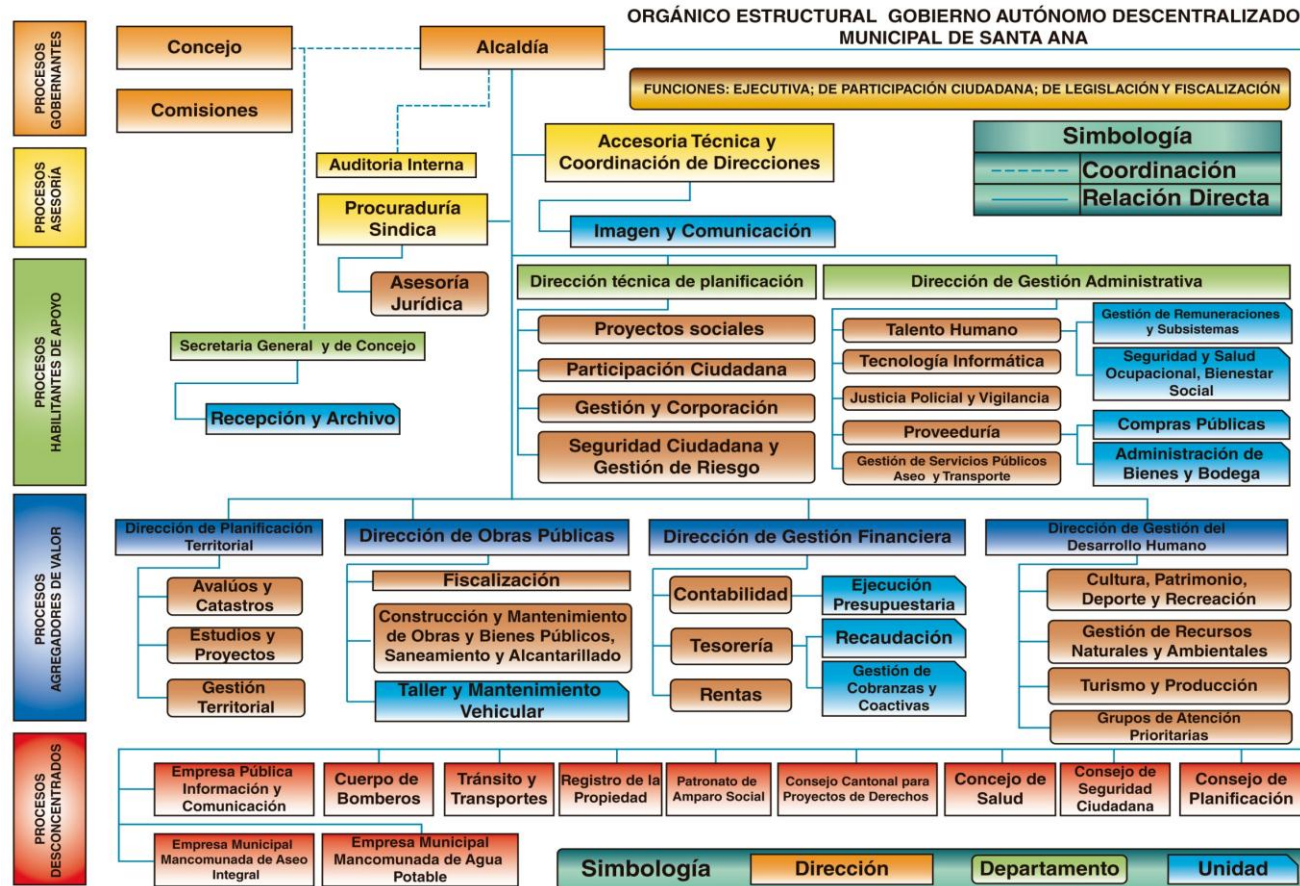 ORGÁNICO ESTRUCTURAL GOBIERNO AUTÓNOMO DESCENTRALIZADO
MUNICIPAL DE SANTA ANA
PROCESOS
GOBERNANTES
Concejo
Alcaldía
Comisiones
FUNCIONES: EJECUTIVA; DE PARTICIPACIÓN CIUDADANA; DE LEGISLACIÓN Y FISCALIZACIÓN
Simbología
Coordinación
Relación Directa
PROCESOS
ASESORÍA
Auditoria Interna
Accesoria Técnica y
Coordinación de Direcciones
Procuraduría
Sindica
Imagen y Comunicación
Asesoría
Jurídica
PROCESOS
HABILITANTES DE APOYO
Secretaria General y de Concejo
Recepción y Archivo
Dirección técnica de planificación
Proyectos sociales
Participación Ciudadana
Gestión y Corporación
Seguridad Ciudadana y
Gestión de Riesgo
Dirección de Gestión Administrativa
Talento Humano
Gestión de Remuneraciones
y Subsistemas
Seguridad y Salud
Ocupacional, Bienestar
Social
Tecnología Informática
Justicia Policial y Vigilancia
Proveeduría
Compras Públicas
Administración de
Bienes y Bodega
Gestión de Servicios Públicos
Aseo y Transporte
PROCESOS
AGREGADORES DE VALOR
Dirección de Planificación
Territorial
Avalúos y
Catastros
Estudios y
Proyectos
Gestión
Territorial
Dirección de Obras Públicas
Fiscalización
Construcción y Mantenimiento
de Obras y Bienes Públicos,
Saneamiento y Alcantarillado
Taller y Mantenimiento
Vehicular
Dirección de Gestión Financiera
Contabilidad
Ejecución
Presupuestaria
Tesorería
Recaudación
Gestión de
Cobranzas y
Coactivas
Rentas
Dirección de Gestión del
Desarrollo Humano
Cultura, Patrimonio,
Deporte y Recreación
Gestión de Recursos
Naturales y Ambientales
Turismo y Producción
Grupos de Atención
Prioritarias
PROCESOS
DESCONCENTRADOS
Empresa Pública
Información y
Comunicación
Cuerpo de
Bomberos
Tránsito y
Transportes
Registro de la
Propiedad
Patronato de
Amparo Social
Consejo Cantonal para
Proyectos de Derechos
Concejo de
Salud
Consejo de
Seguridad
Ciudadana
Consejo de
Planificación
Empresa Municipal
Mancomunada de Aseo
Integral
Empresa Municipal
Mancomunada de Agua
Potable
Simbología
Dirección
Departamento
Unidad